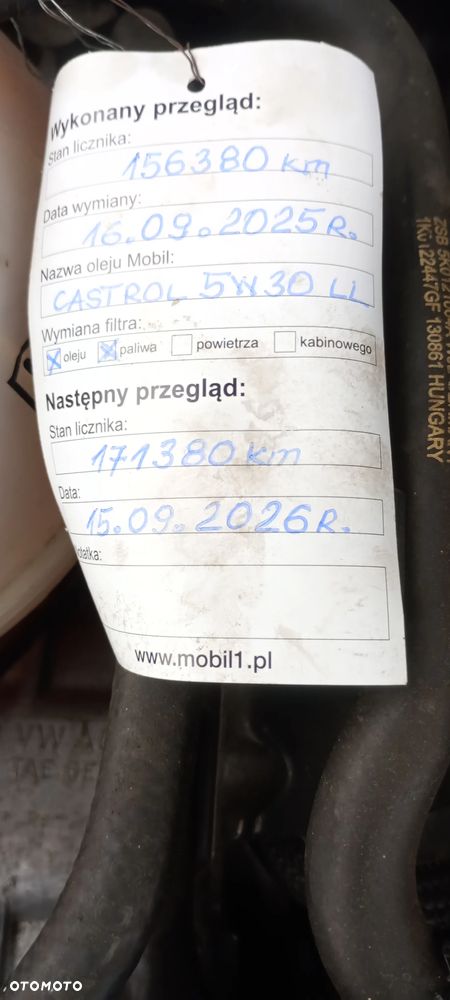 Wykonany przegląd:
Stan licznika:
156380 km
Data wymiany:
16.09.2025R.
Nazwa oleju Mobil:
CASTROL 5W30 LL
Wymiana filtra:
oleju paliwa powietrza kabinowego
Następny przegląd:
Stan licznika:
171380 km
Data:
15.09.2026R.
www.mobil1.pl
130861 HUNGARY
VW
OTOMOTO